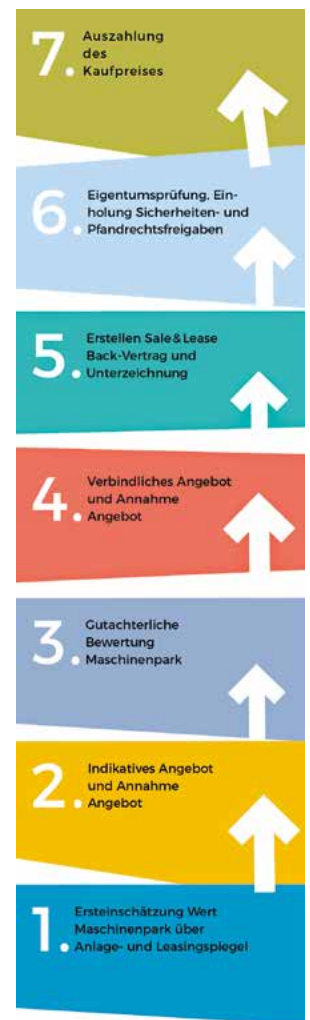 7. Auszahlung
des
Kaufpreises
6. Eigentumsprüfung, Ein-
holung Sicherheiten- und
Pfandrechtsfreigaben
5. Erstellen Sale & Lease
Back-Vertrag und
Unterzeichnung
4. Verbindliches Angebot
und Annahme
Angebot
3. Gutachterliche
Bewertung
Maschinenpark
2. Indikatives Angebot
und Annahme
Angebot
1. Ersteinschätzung Wert
Maschinenpark über
Anlage- und Leasingspiegel